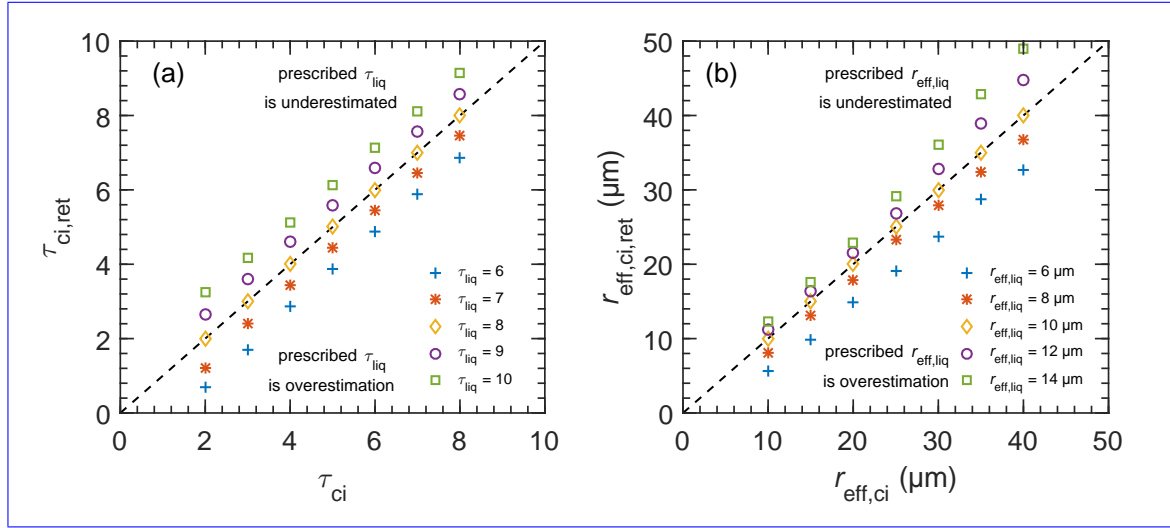 (a)
prescribed τliq
is underestimated
10
8
6
4
2
0
τci,ret
τliq = 6
τliq = 7
τliq = 8
τliq = 9
τliq = 10
prescribed τliq
is overestimation
0 2 4 6 8 10
τci
(b)
prescribed reff,liq
is underestimated
50
40
30
20
10
0
reff,ci,ret (µm)
reff,liq = 6 µm
reff,liq = 8 µm
reff,liq = 10 µm
reff,liq = 12 µm
reff,liq = 14 µm
prescribed reff,liq
is overestimation
0 10 20 30 40 50
reff,ci (µm)